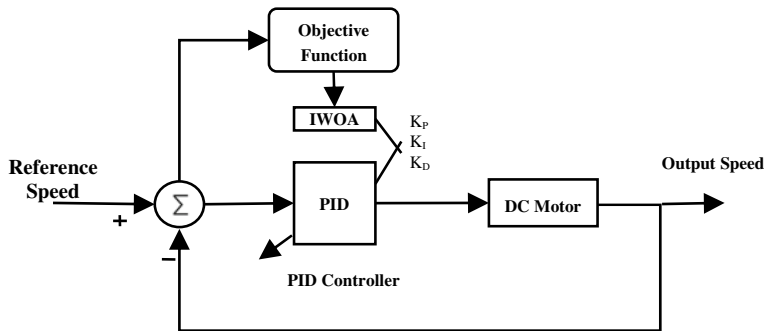 Objective
Function
IWOA
K_P
K_I
K_D
Reference
Speed
Output Speed
+
Σ
PID
DC Motor
−
PID Controller